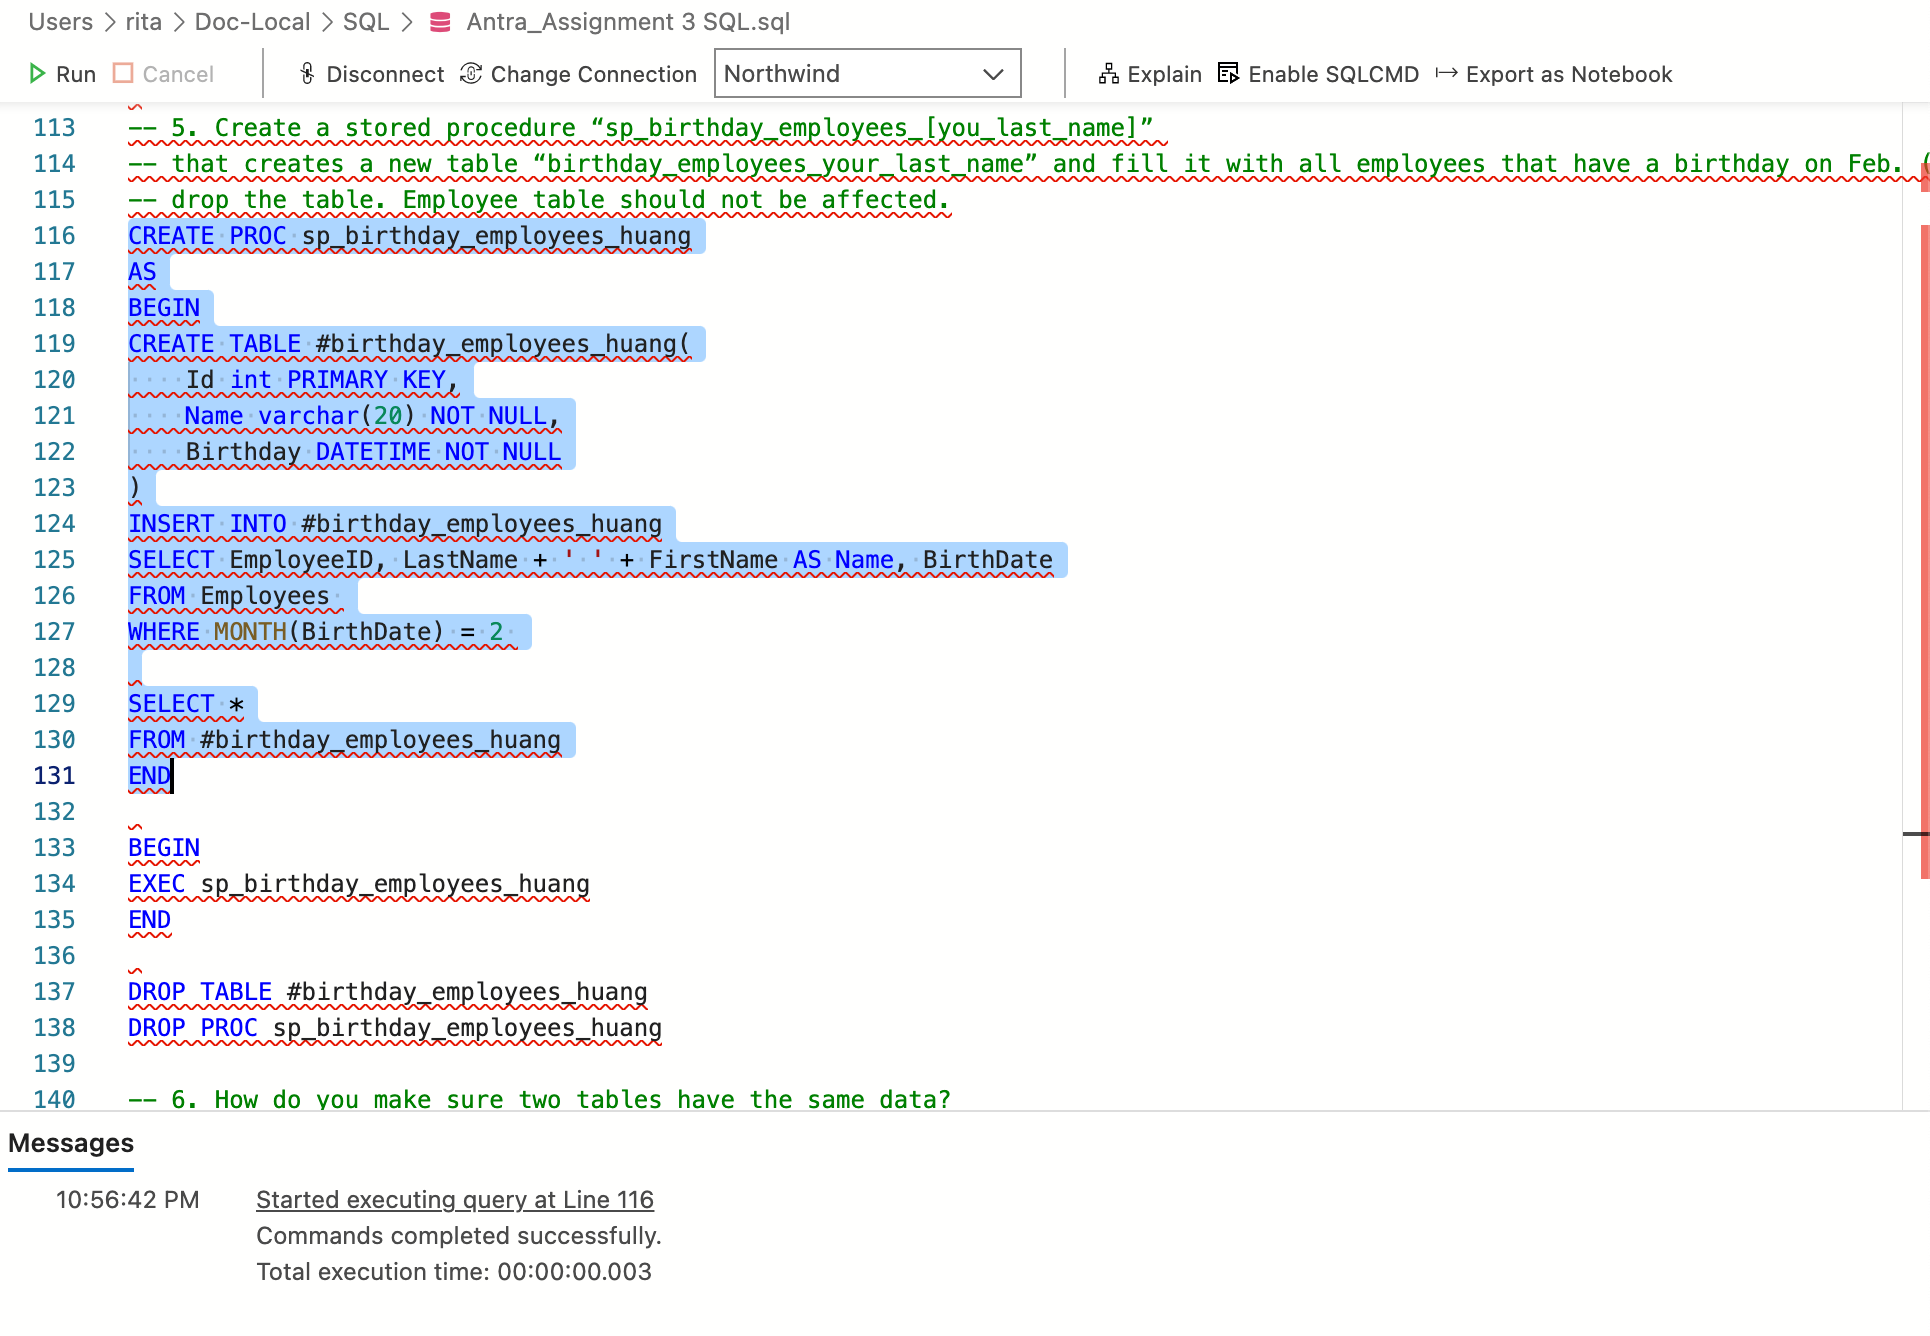 Users > rita > Doc-Local > SQL > Antra_Assignment 3 SQL.sql
Run Cancel Disconnect Change Connection Northwind Explain Enable SQLCMD Export as Notebook
113 -- 5. Create a stored procedure “sp_birthday_employees_[you_last_name]”
114 -- that creates a new table “birthday_employees_your_last_name” and fill it with all employees that have a birthday on Feb. (
115 -- drop the table. Employee table should not be affected.
116 CREATE PROC sp_birthday_employees_huang
117 AS
118 BEGIN
119 CREATE TABLE #birthday_employees_huang(
120     Id int PRIMARY KEY,
121     Name varchar(20) NOT NULL,
122     Birthday DATETIME NOT NULL
123 )
124 INSERT INTO #birthday_employees_huang
125 SELECT EmployeeID, LastName + ' ' + FirstName AS Name, BirthDate
126 FROM Employees
127 WHERE MONTH(BirthDate) = 2
128
129 SELECT *
130 FROM #birthday_employees_huang
131 END
132
133 BEGIN
134 EXEC sp_birthday_employees_huang
135 END
136
137 DROP TABLE #birthday_employees_huang
138 DROP PROC sp_birthday_employees_huang
139
140 -- 6. How do you make sure two tables have the same data?
Messages
10:56:42 PM Started executing query at Line 116
Commands completed successfully.
Total execution time: 00:00:00.003